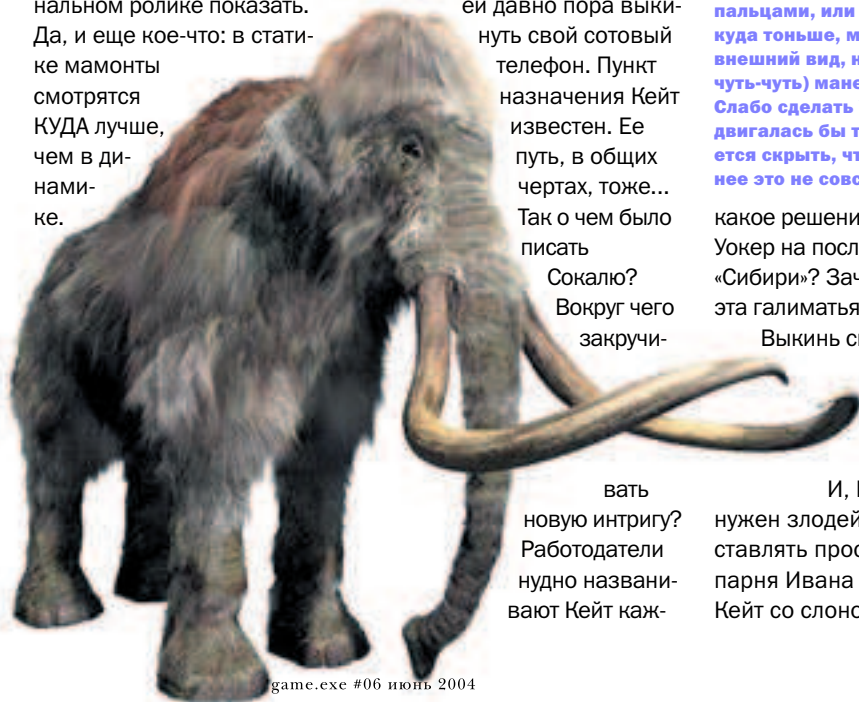 нальном ролике показать.
Да, и еще кое-что: в стати-
ке мамонты
смотрятся
КУДА лучше,
чем в ди-
нами-
ке.
ей давно пора выки-
нуть свой сотовый
телефон. Пункт
назначения Кейт
известен. Ее
путь, в общих
чертах, тоже...
Так о чем было
писать
Сокалю?
Вокруг чего
закручи-
вать
новую интригу?
Работодатели
нудно названи-
вают Кейт каж-
пальцами, или
куда тоньше, м
внешний вид, н
чуть-чуть) мане
Слабо сделать
двигалась бы т
ется скрыть, чт
нее это не совс
какое решени
Уокер на посл
«Сибири»? Зач
эта галиматья
Выкинь с
И,
нужен злодей
ставлять прос
парня Ивана
Кейт со слоно
game.exe #06 июнь 2004